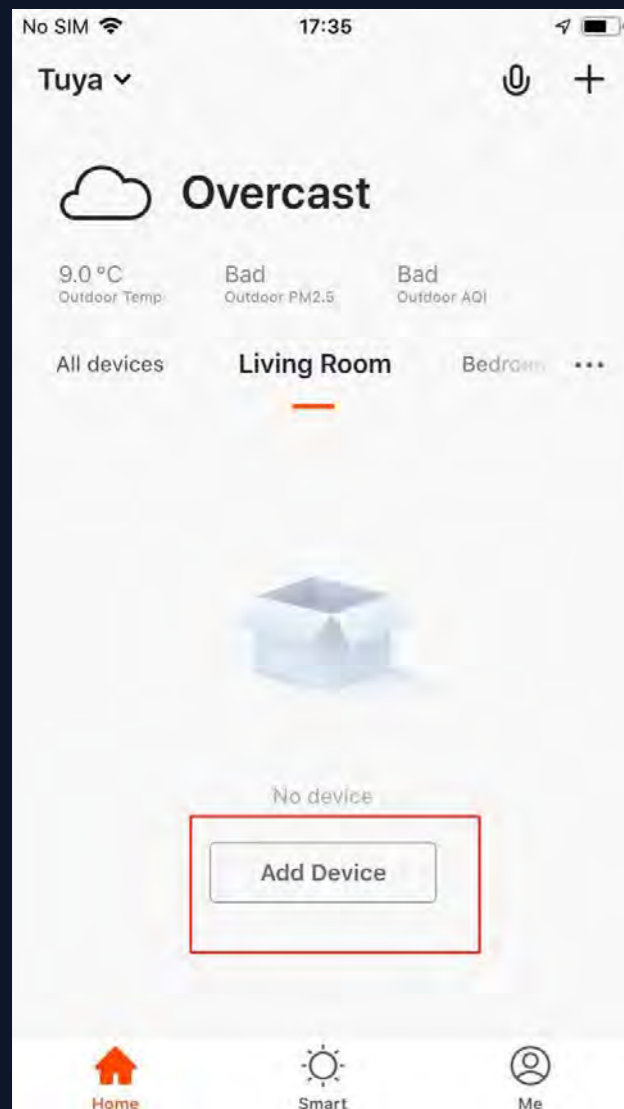 No SIM 17:35
Tuya
Overcast
9.0 °C Bad Bad
Outdoor Temp Outdoor PM2.5 Outdoor AQI
All devices Living Room
No device
Add Device
Home Smart Me